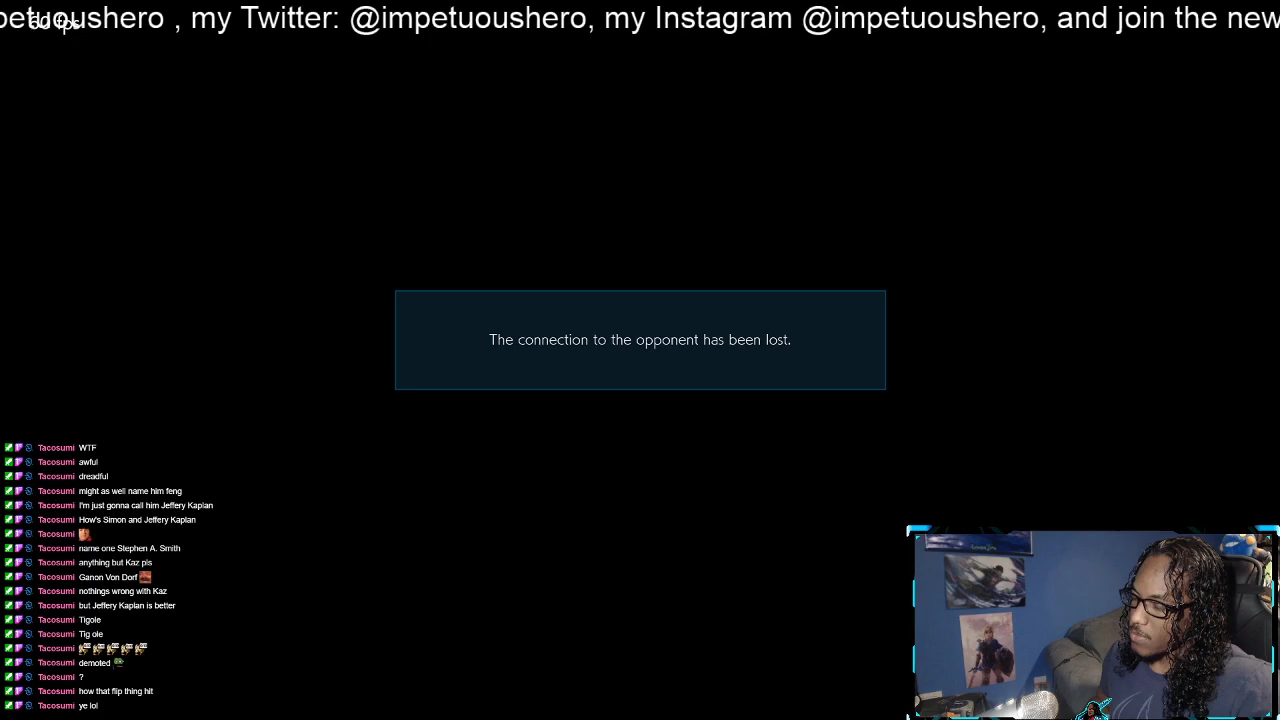 petuoushero , my Twitter: @impetuoushero, my Instagram @impetuoushero, and join the new
60 fps
The connection to the opponent has been lost.
Tacosumi WTF
Tacosumi awful
Tacosumi dreadful
Tacosumi might as well name him feng
Tacosumi I'm just gonna call him Jeffery Kaplan
Tacosumi How's Simon and Jeffery Kaplan
Tacosumi
Tacosumi name one Stephen A. Smith
Tacosumi anything but Kaz pls
Tacosumi Ganon Von Dorf
Tacosumi nothings wrong with Kaz
Tacosumi but Jeffery Kaplan is better
Tacosumi Tigole
Tacosumi Tig ole
Tacosumi
Tacosumi demoted
Tacosumi ?
Tacosumi how that flip thing hit
Tacosumi ye lol